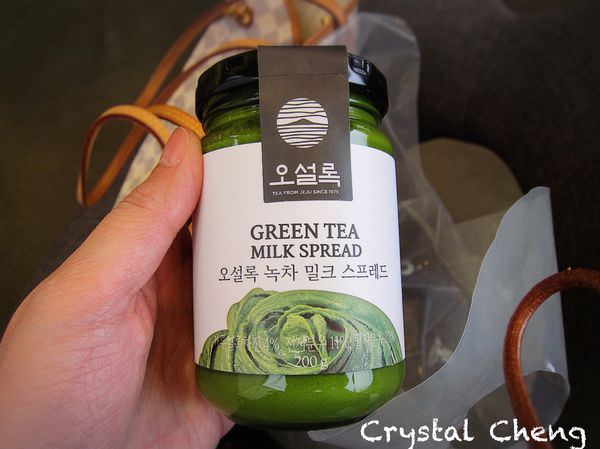 오설록
TEA FROM JEJU SINCE 1979
GREEN TEA
MILK SPREAD
오설록 녹차 밀크 스프레드
200 g
Crystal Cheng